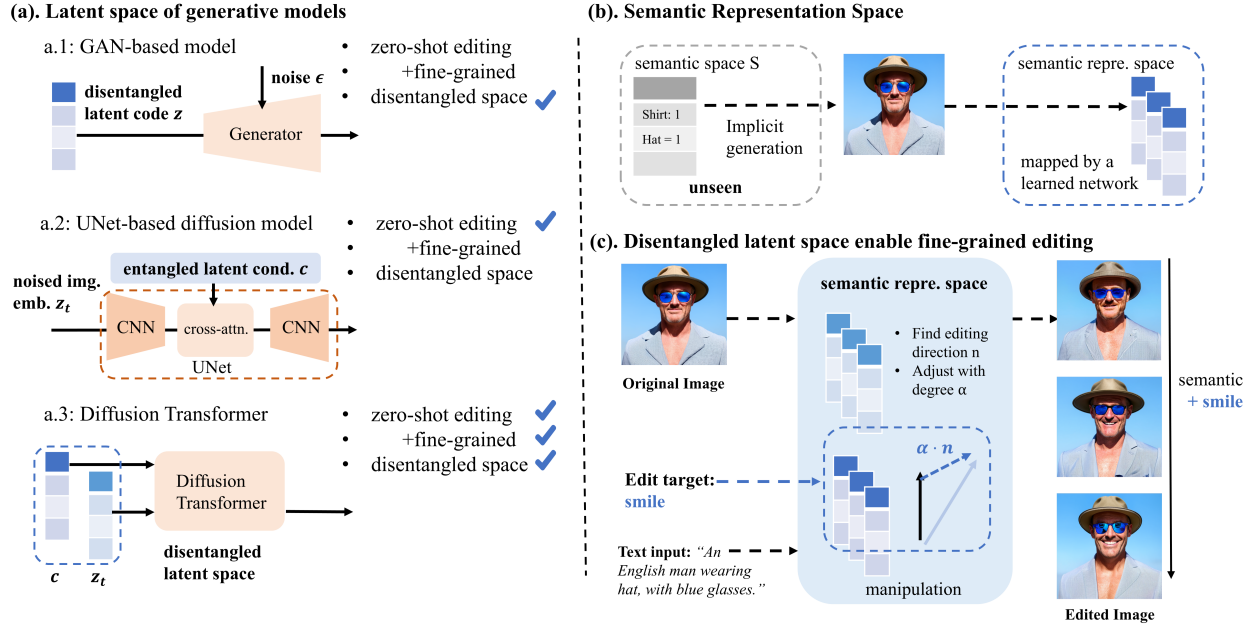 (a). Latent space of generative models
a.1: GAN-based model
• zero-shot editing
• +fine-grained
• disentangled space
noise ϵ
disentangled
latent code z
Generator
a.2: UNet-based diffusion model
• zero-shot editing
• +fine-grained
• disentangled space
entangled latent cond. c
noised img.
emb. z_t
CNN
cross-attn.
CNN
UNet
a.3: Diffusion Transformer
• zero-shot editing
• +fine-grained
• disentangled space
Diffusion
Transformer
disentangled
latent space
c
z_t
(b). Semantic Representation Space
semantic space S
Shirt: 1
Hat = 1
unseen
Implicit
generation
semantic repre. space
mapped by a
learned network
(c). Disentangled latent space enable fine-grained editing
Original Image
semantic repre. space
• Find editing
direction n
• Adjust with
degree α
α · n
Edit target:
smile
Text input: “An
English man wearing
hat, with blue glasses.”
manipulation
semantic
+ smile
Edited Image